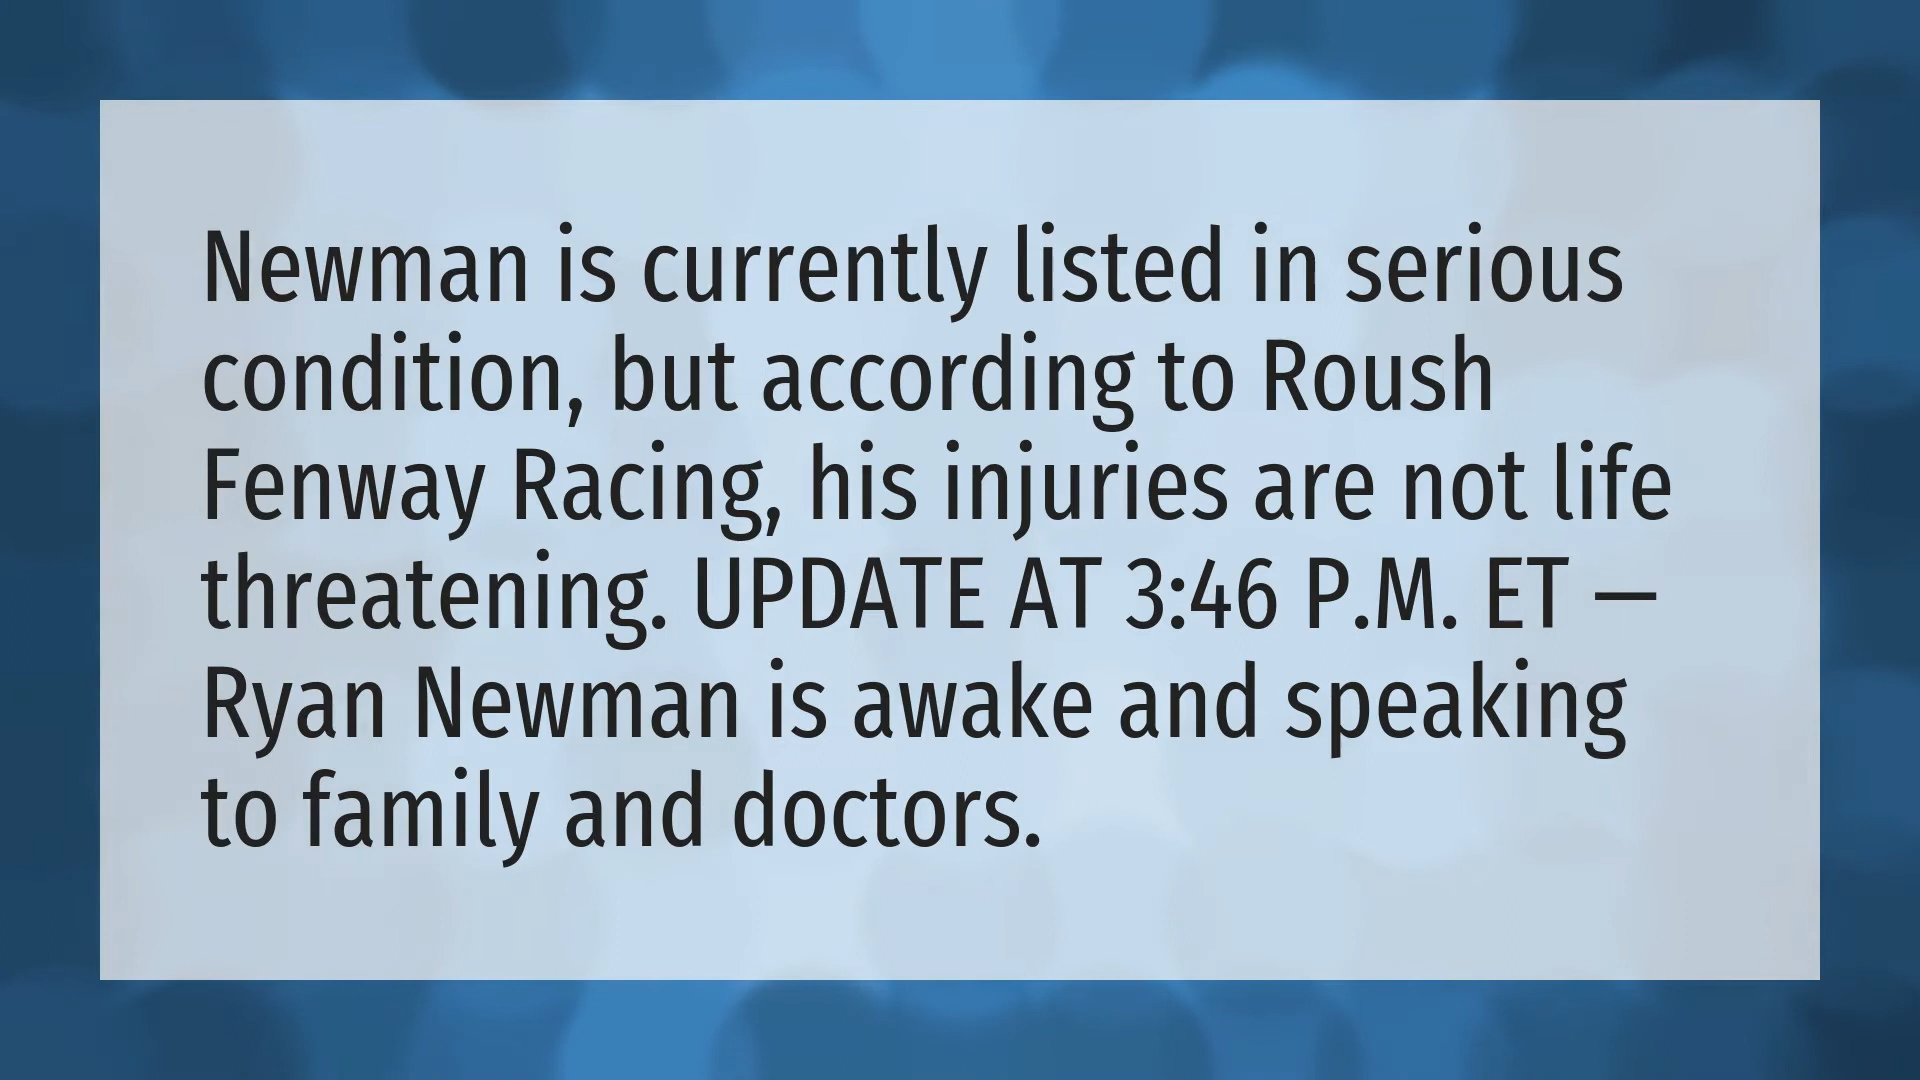 Newman is currently listed in serious
condition, but according to Roush
Fenway Racing, his injuries are not life
threatening. UPDATE AT 3:46 P.M. ET —
Ryan Newman is awake and speaking
to family and doctors.